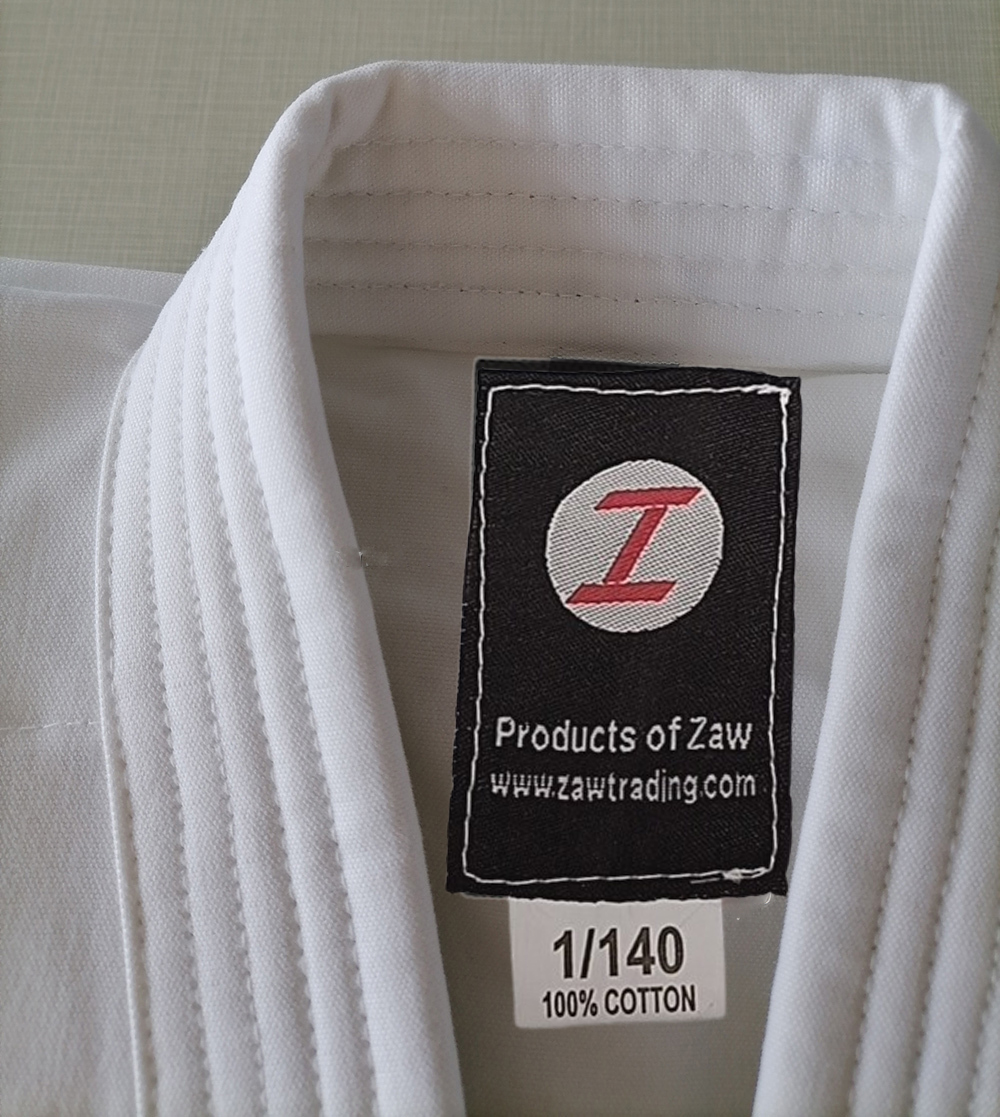 Z
Products of Zaw
www.zawtrading.com
1/140
100% COTTON